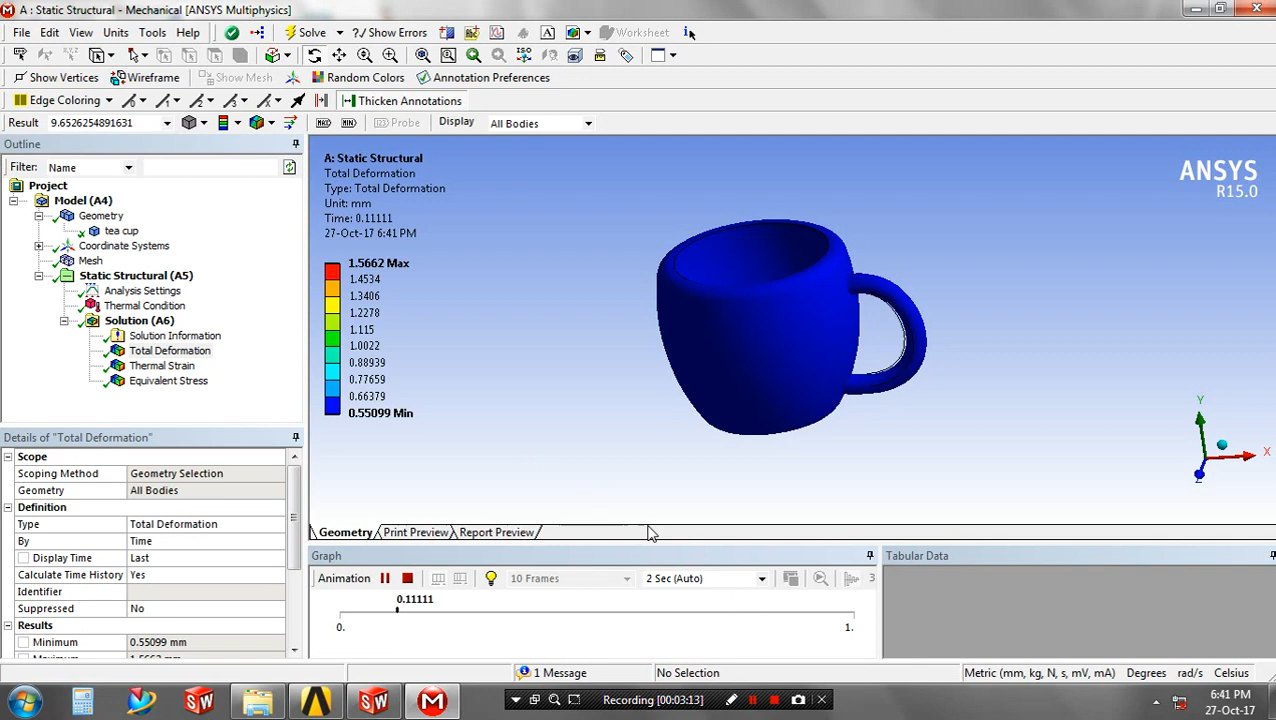 A : Static Structural - Mechanical [ANSYS Multiphysics]
File Edit View Units Tools Help Solve ?/ Show Errors Worksheet
Show Vertices Wireframe Show Mesh Random Colors Annotation Preferences
Edge Coloring Thicken Annotations
Result 9.6526254891631 MAX MIN Probe Display All Bodies
Outline
Filter: Name
Project
Model (A4)
Geometry
tea cup
Coordinate Systems
Mesh
Static Structural (A5)
Analysis Settings
Thermal Condition
Solution (A6)
Solution Information
Total Deformation
Thermal Strain
Equivalent Stress
Details of "Total Deformation"
Scope
Scoping Method Geometry Selection
Geometry All Bodies
Definition
Type Total Deformation
By Time
Display Time Last
Calculate Time History Yes
Identifier
Suppressed No
Results
Minimum 0.55099 mm
A: Static Structural
Total Deformation
Type: Total Deformation
Unit: mm
Time: 0.11111
27-Oct-17 6:41 PM
1.5662 Max
1.4534
1.3406
1.2278
1.115
1.0022
0.88939
0.77659
0.66379
0.55099 Min
ANSYS
R15.0
Y
X
Z
Geometry Print Preview Report Preview
Graph
Animation 10 Frames 2 Sec (Auto) 3
0.11111
0. 1.
Tabular Data
1 Message No Selection Metric (mm, kg, N, s, mV, mA) Degrees rad/s Celsius
Recording [00:03:13]
6:41 PM
27-Oct-17